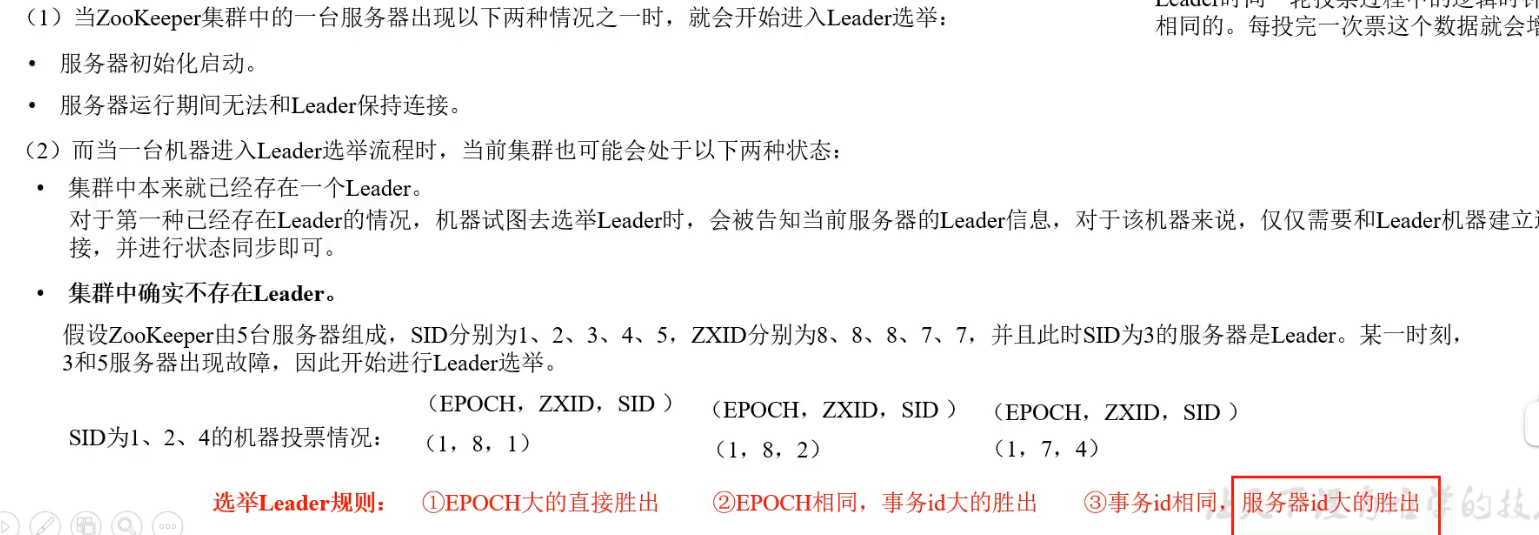 Leader时同一轮投票过程中的逻辑时钟
相同的。每投完一次票这个数据就会增
（1）当ZooKeeper集群中的一台服务器出现以下两种情况之一时，就会开始进入Leader选举：
• 服务器初始化启动。
• 服务器运行期间无法和Leader保持连接。
（2）而当一台机器进入Leader选举流程时，当前集群也可能会处于以下两种状态：
• 集群中本来就已经存在一个Leader。
对于第一种已经存在Leader的情况，机器试图去选举Leader时，会被告知当前服务器的Leader信息，对于该机器来说，仅仅需要和Leader机器建立连
接，并进行状态同步即可。
• 集群中确实不存在Leader。
假设ZooKeeper由5台服务器组成，SID分别为1、2、3、4、5，ZXID分别为8、8、8、7、7，并且此时SID为3的服务器是Leader。某一时刻，
3和5服务器出现故障，因此开始进行Leader选举。
（EPOCH，ZXID，SID ） （EPOCH，ZXID，SID ） （EPOCH，ZXID，SID ）
SID为1、2、4的机器投票情况： （1，8，1） （1，8，2） （1，7，4）
选举Leader规则： ①EPOCH大的直接胜出 ②EPOCH相同，事务id大的胜出 ③事务id相同，服务器id大的胜出